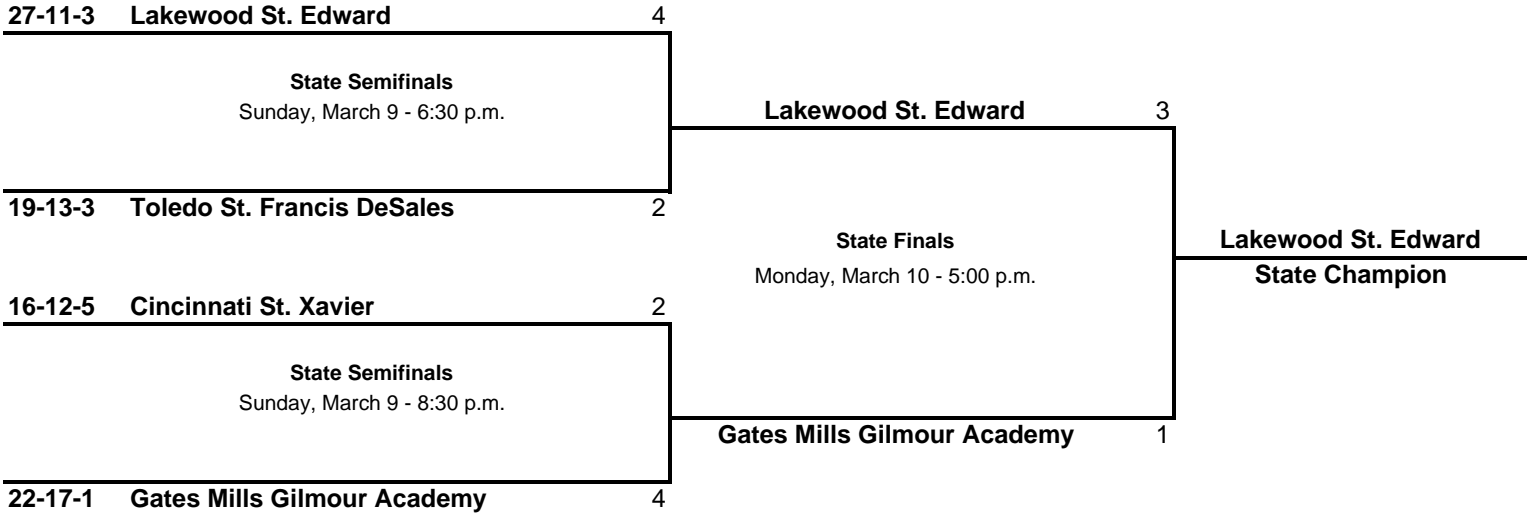 27-11-3 Lakewood St. Edward 4
State Semifinals
Sunday, March 9 - 6:30 p.m.
19-13-3 Toledo St. Francis DeSales 2
16-12-5 Cincinnati St. Xavier 2
State Semifinals
Sunday, March 9 - 8:30 p.m.
22-17-1 Gates Mills Gilmour Academy 4
Lakewood St. Edward 3
State Finals
Monday, March 10 - 5:00 p.m.
Gates Mills Gilmour Academy 1
Lakewood St. Edward
State Champion